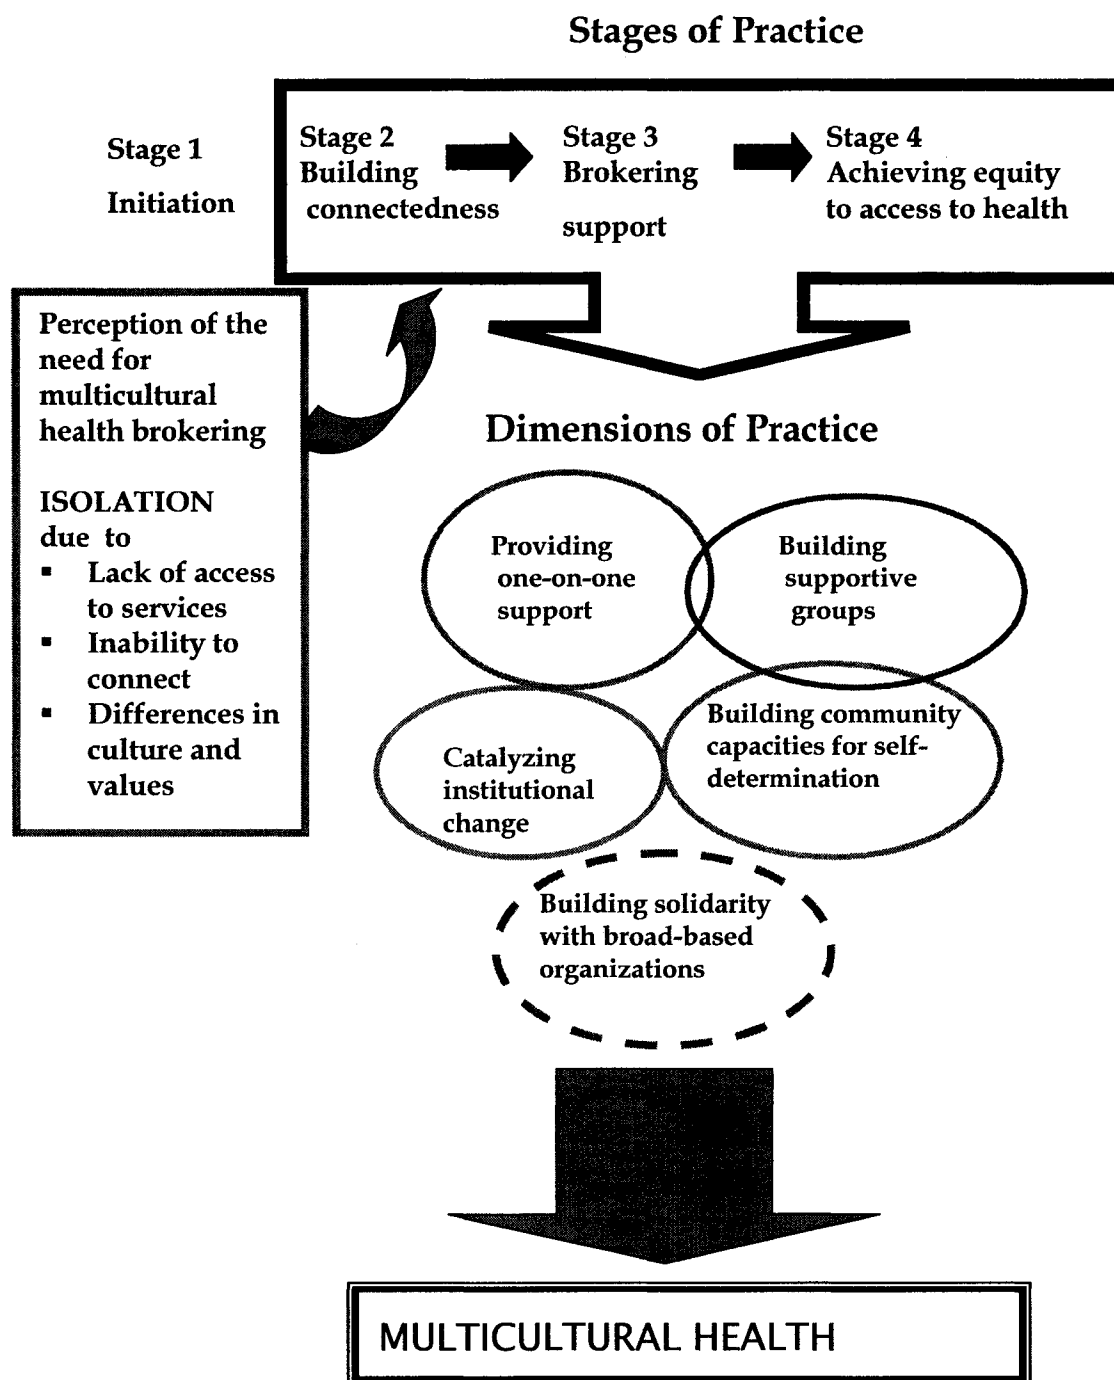 Stages of Practice
Stage 1
Initiation
Stage 2
Building
connectedness
Stage 3
Brokering
support
Stage 4
Achieving equity
to access to health
Perception of the
need for
multicultural
health brokering
ISOLATION
due to
▪ Lack of access
to services
▪ Inability to
connect
▪ Differences in
culture and
values
Dimensions of Practice
Providing
one-on-one
support
Building
supportive
groups
Catalyzing
institutional
change
Building community
capacities for self-
determination
Building solidarity
with broad-based
organizations
MULTICULTURAL HEALTH